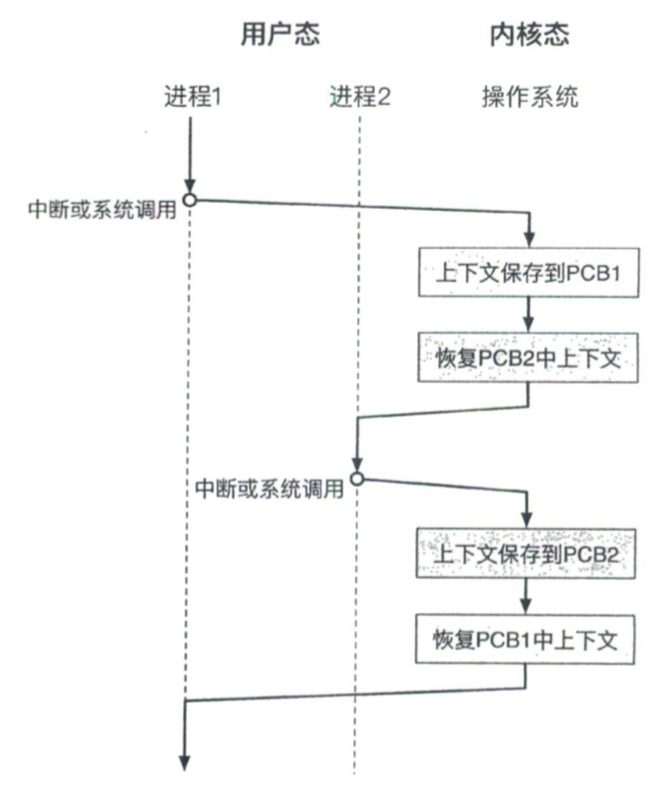 用户态 内核态
进程1 进程2 操作系统
中断或系统调用
上下文保存到PCB1
恢复PCB2中上下文
中断或系统调用
上下文保存到PCB2
恢复PCB1中上下文